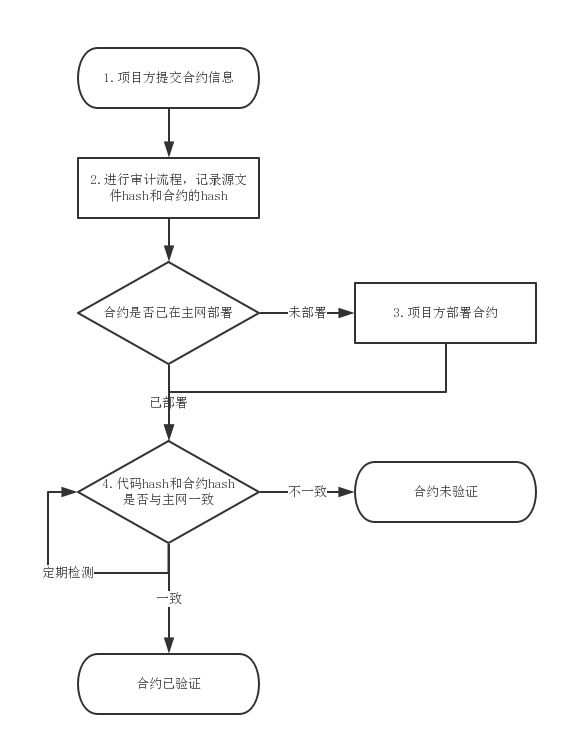 1.项目方提交合约信息
2.进行审计流程，记录源文
件hash和合约的hash
合约是否已在主网部署
未部署
3.项目方部署合约
已部署
4.代码hash和合约hash
是否与主网一致
不一致
合约未验证
定期检测
一致
合约已验证